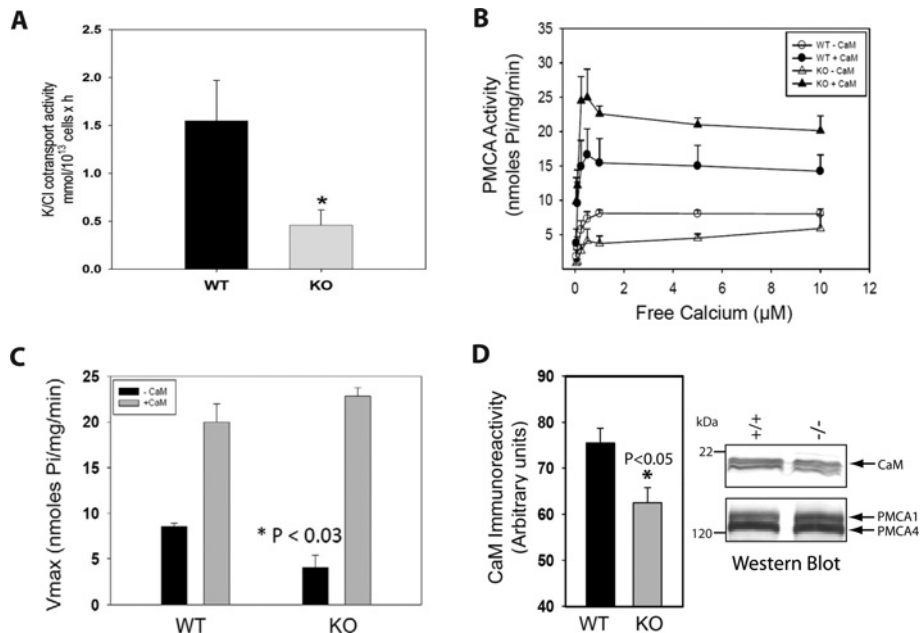 A
K/Cl cotransport activity
mmol/10¹³ cells x h
2.5
2.0
1.5
1.0
0.5
0.0
*
WT
KO
B
PMCA Activity
(nmoles Pi/mg/min)
35
30
25
20
15
10
5
WT - CaM
WT + CaM
KO - CaM
KO + CaM
0
2
4
6
8
10
12
Free Calcium (µM)
C
Vmax (nmoles Pi/mg/min)
25
20
15
10
5
0
- CaM
+CaM
* P < 0.03
WT
KO
D
CaM Immunoreactivity
(Arbitrary units)
90
80
70
60
50
40
P<0.05
*
WT
KO
kDa
+/+
-/-
22
CaM
120
PMCA1
PMCA4
Western Blot